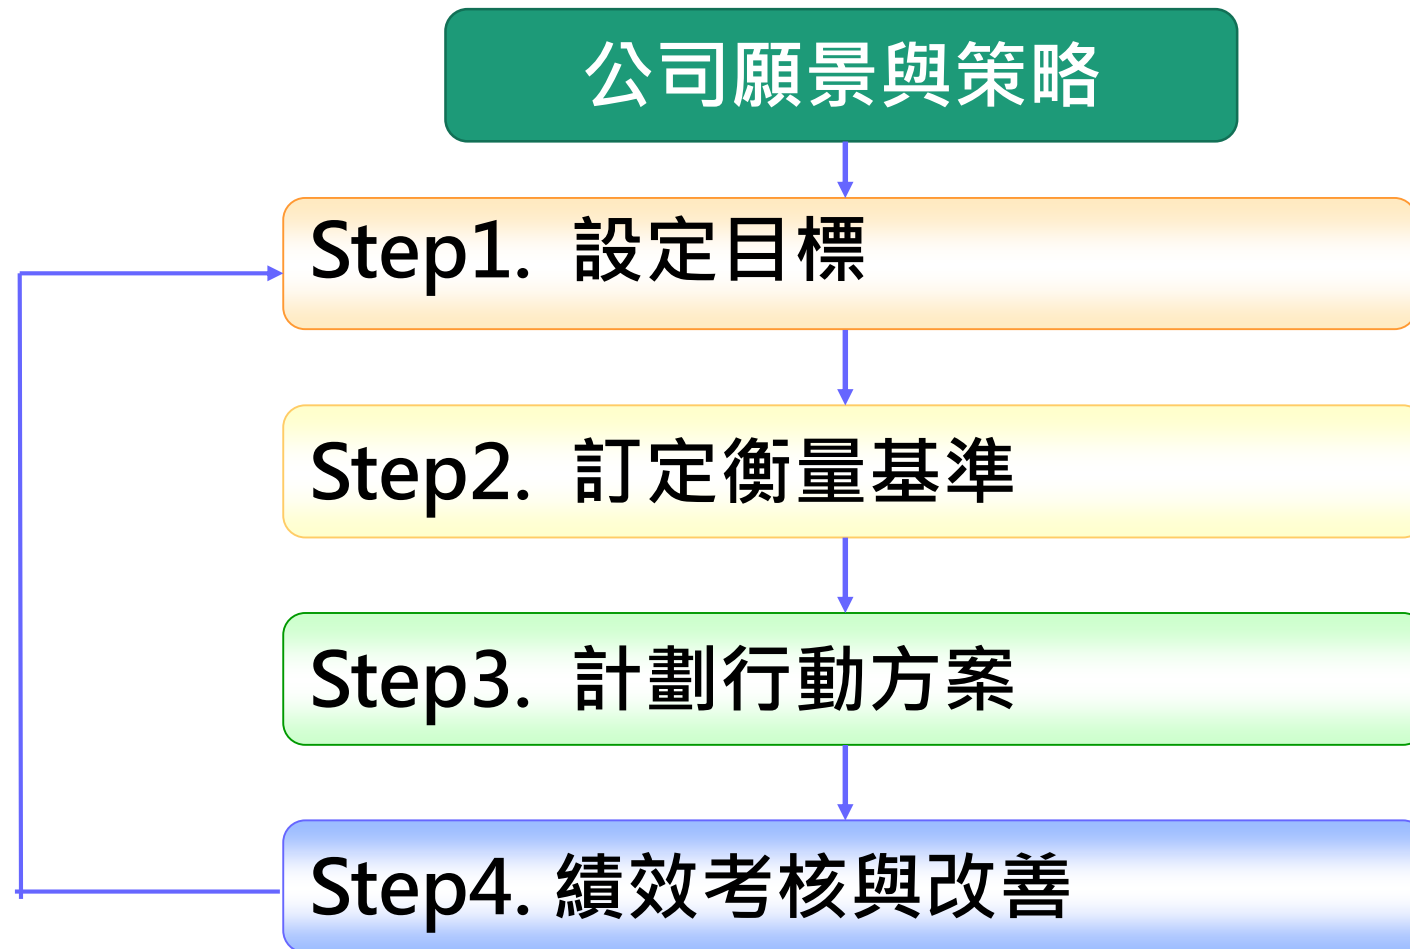 公司願景與策略
Step1. 設定目標
Step2. 訂定衡量基準
Step3. 計劃行動方案
Step4. 績效考核與改善